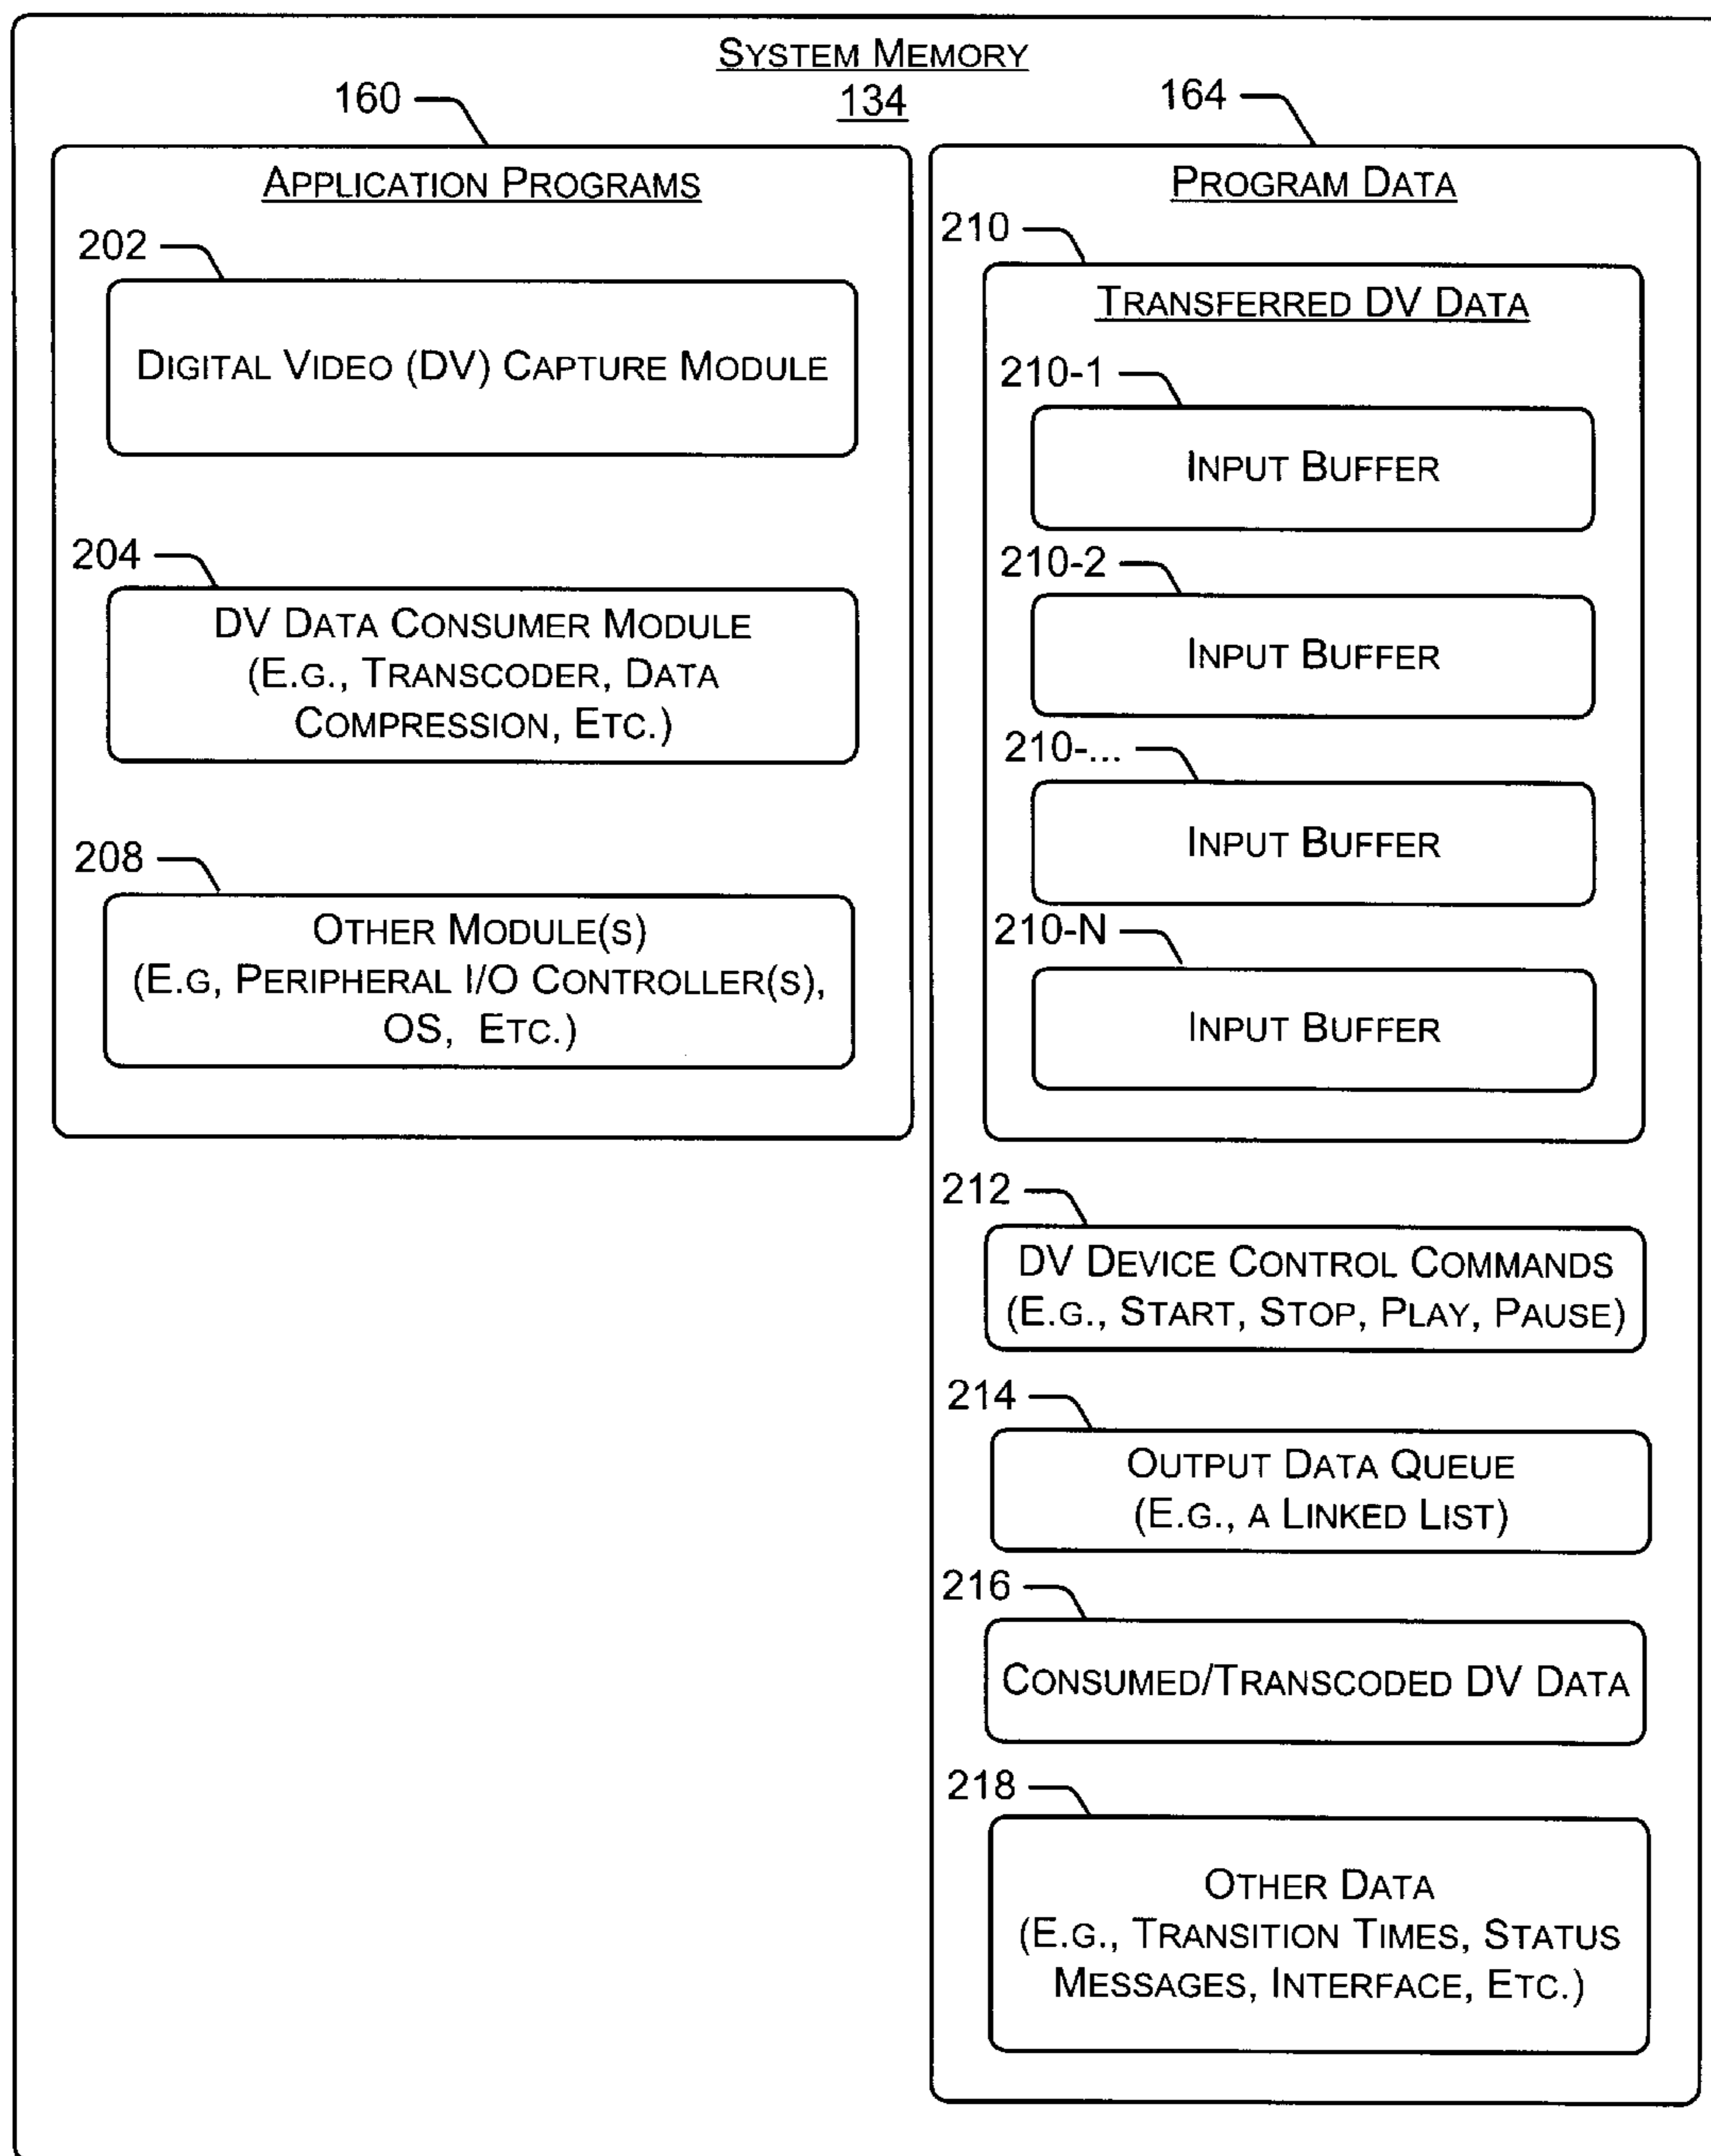 SYSTEM MEMORY
134
160
APPLICATION PROGRAMS
202
DIGITAL VIDEO (DV) CAPTURE MODULE
204
DV DATA CONSUMER MODULE
(E.G., TRANSCODER, DATA
COMPRESSION, ETC.)
208
OTHER MODULE(S)
(E.G, PERIPHERAL I/O CONTROLLER(S),
OS, ETC.)
164
PROGRAM DATA
210
TRANSFERRED DV DATA
210-1
INPUT BUFFER
210-2
INPUT BUFFER
210-...
INPUT BUFFER
210-N
INPUT BUFFER
212
DV DEVICE CONTROL COMMANDS
(E.G., START, STOP, PLAY, PAUSE)
214
OUTPUT DATA QUEUE
(E.G., A LINKED LIST)
216
CONSUMED/TRANSCODED DV DATA
218
OTHER DATA
(E.G., TRANSITION TIMES, STATUS
MESSAGES, INTERFACE, ETC.)